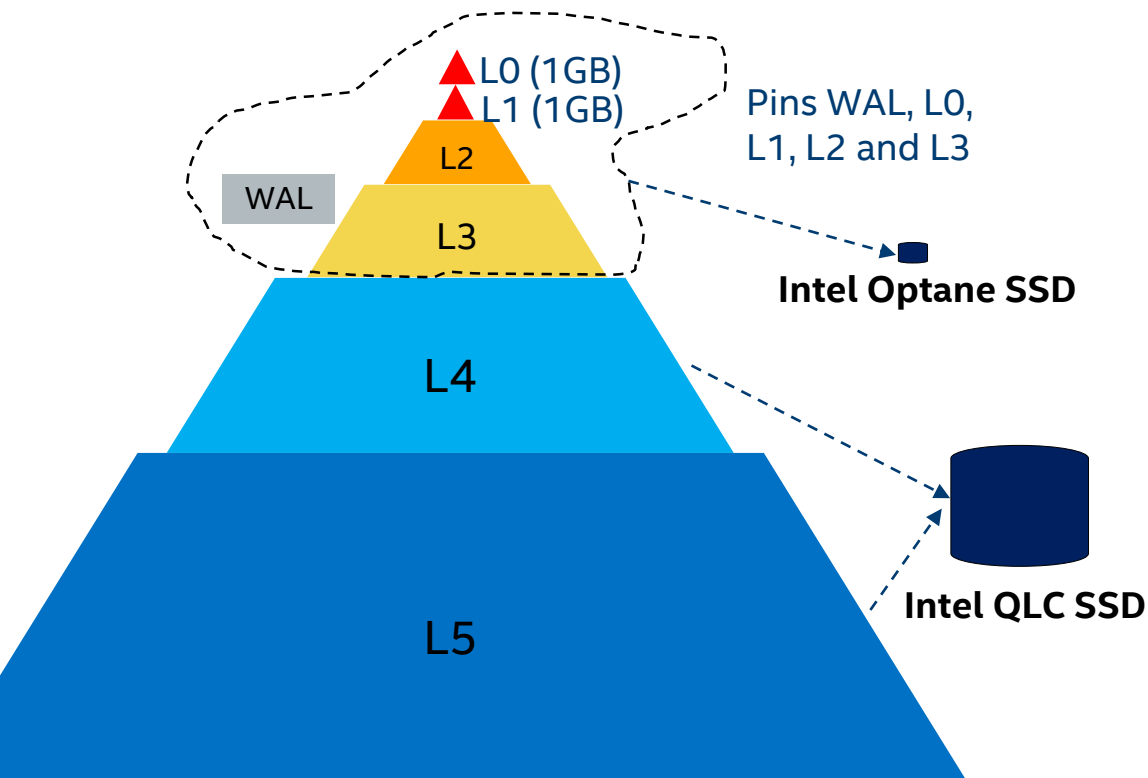 L0 (1GB)
L1 (1GB)
Pins WAL, L0,
L1, L2 and L3
L2
WAL
L3
Intel Optane SSD
L4
Intel QLC SSD
L5